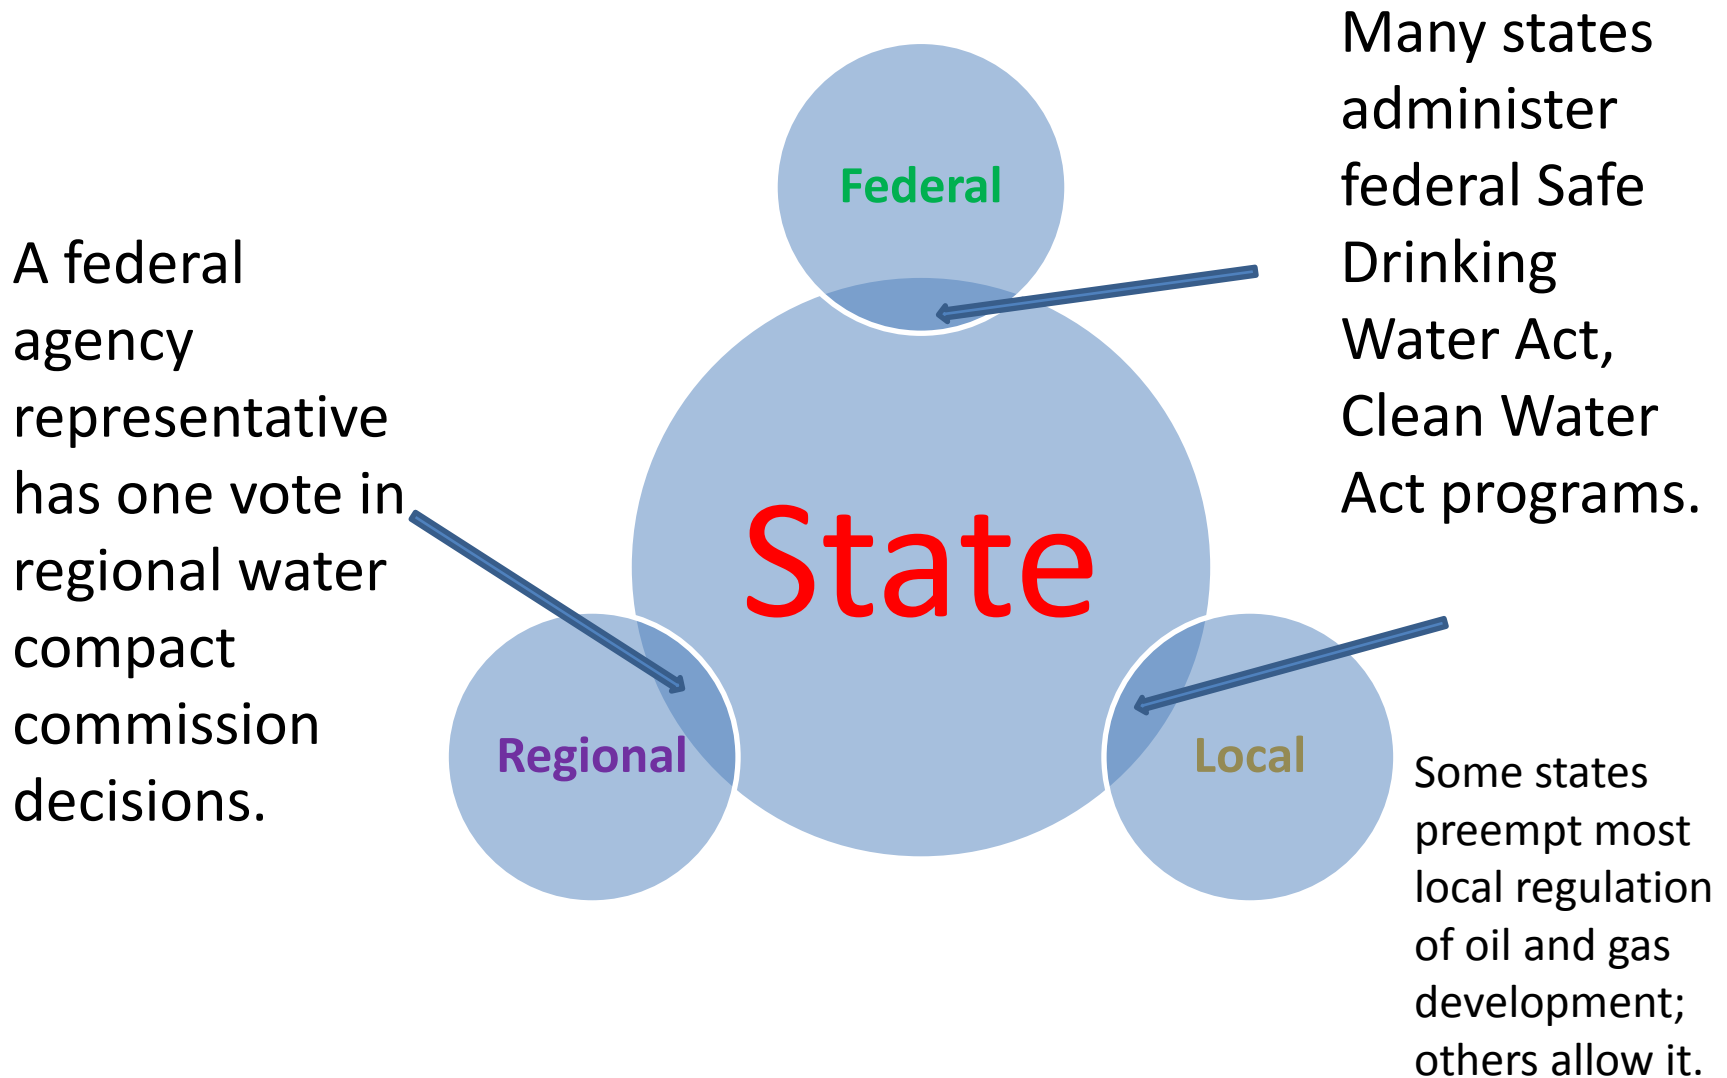 Many states
administer
federal Safe
Drinking
Water Act,
Clean Water
Act programs.
Federal
A federal
agency
representative
has one vote in
regional water
compact
commission
decisions.
State
Regional
Local
Some states
preempt most
local regulation
of oil and gas
development;
others allow it.